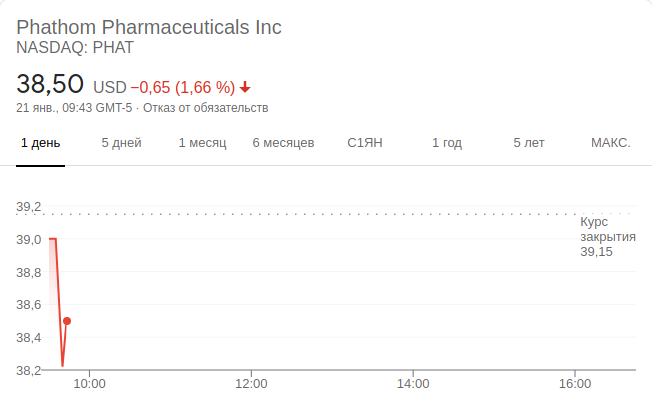 Phathom Pharmaceuticals Inc
NASDAQ: PHAT
38,50 USD −0,65 (1,66 %)
21 янв., 09:43 GMT-5 · Отказ от обязательств
1 день 5 дней 1 месяц 6 месяцев С1ЯН 1 год 5 лет МАКС.
39,2
Курс
закрытия
39,15
39,0
38,8
38,6
38,4
38,2
10:00 12:00 14:00 16:00